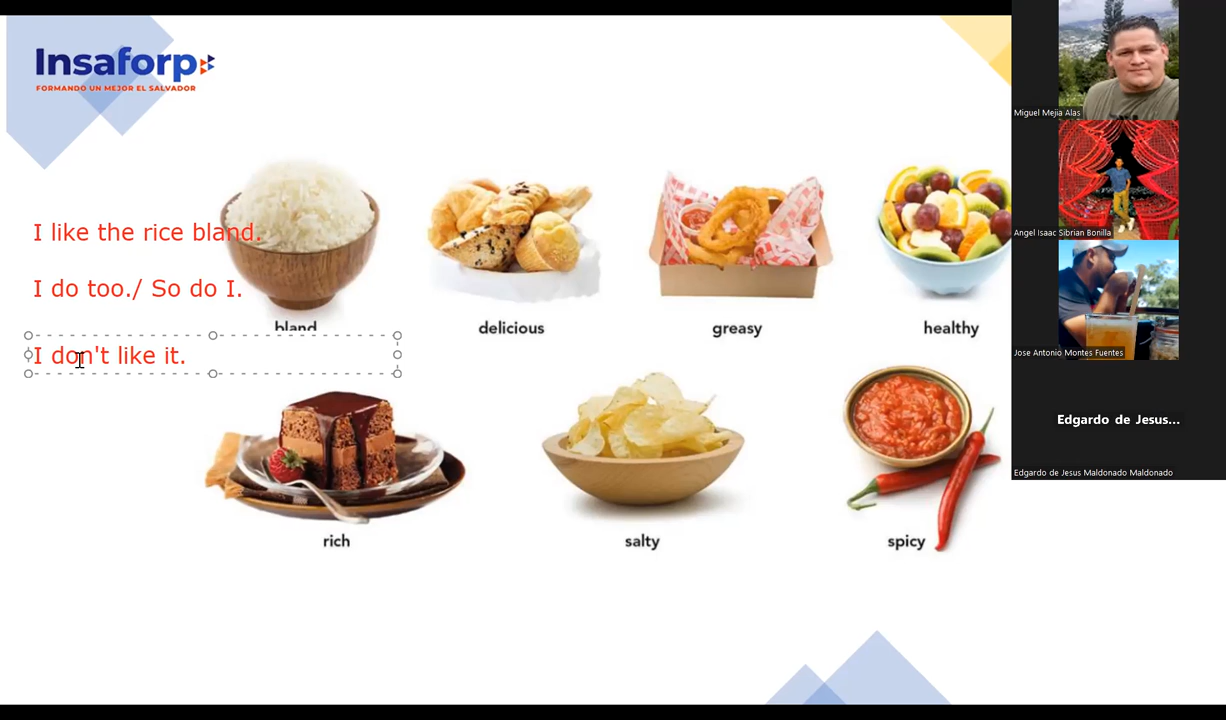 Insaforp
FORMANDO UN MEJOR EL SALVADOR
I like the rice bland.
I do too./ So do I.
I don't like it.
bland
delicious
greasy
healthy
rich
salty
spicy
Miguel Mejia Alas
Angel Isaac Sibrian Bonilla
Jose Antonio Montes Fuentes
Edgardo de Jesus...
Edgardo de Jesus Maldonado Maldonado